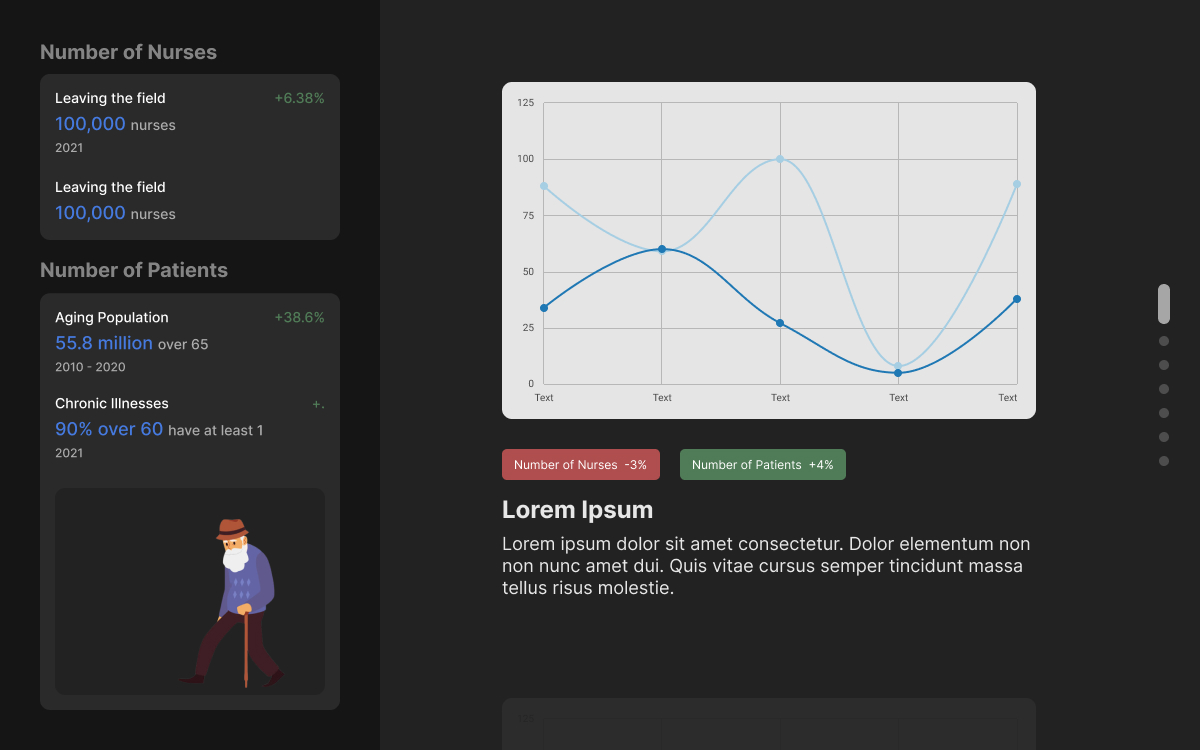 Number of Nurses
Leaving the field +6.38%
100,000 nurses
2021
Leaving the field
100,000 nurses
Number of Patients
Aging Population +38.6%
55.8 million over 65
2010 - 2020
Chronic Illnesses +.
90% over 60 have at least 1
2021
125
100
75
50
25
0
Text Text Text Text Text
Number of Nurses -3% Number of Patients +4%
Lorem Ipsum
Lorem ipsum dolor sit amet consectetur. Dolor elementum non
non nunc amet dui. Quis vitae cursus semper tincidunt massa
tellus risus molestie.
125